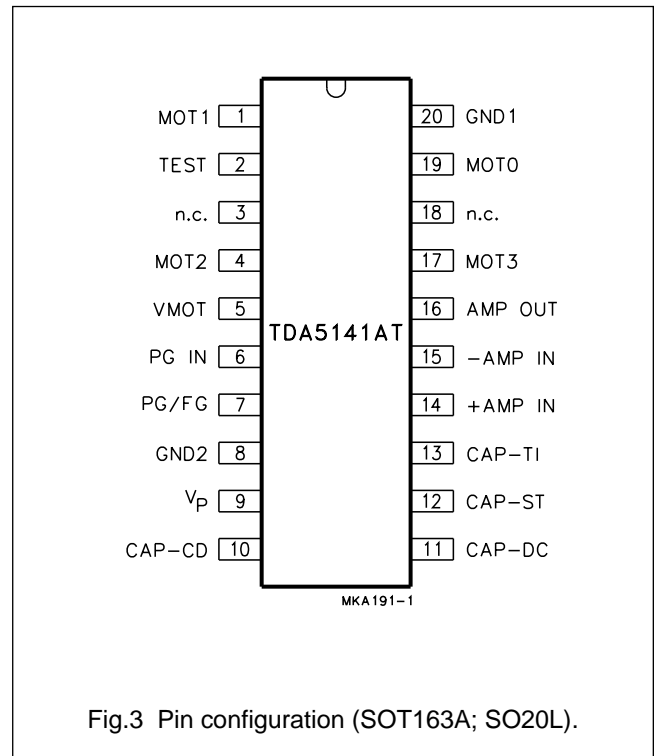 MOT1 1 20 GND1
TEST 2 19 MOT0
n.c. 3 18 n.c.
MOT2 4 17 MOT3
VMOT 5 16 AMP OUT
TDA5141AT
PG IN 6 15 −AMP IN
PG/FG 7 14 +AMP IN
GND2 8 13 CAP−TI
VP 9 12 CAP−ST
CAP−CD 10 11 CAP−DC
MKA191−1
Fig.3 Pin configuration (SOT163A; SO20L).